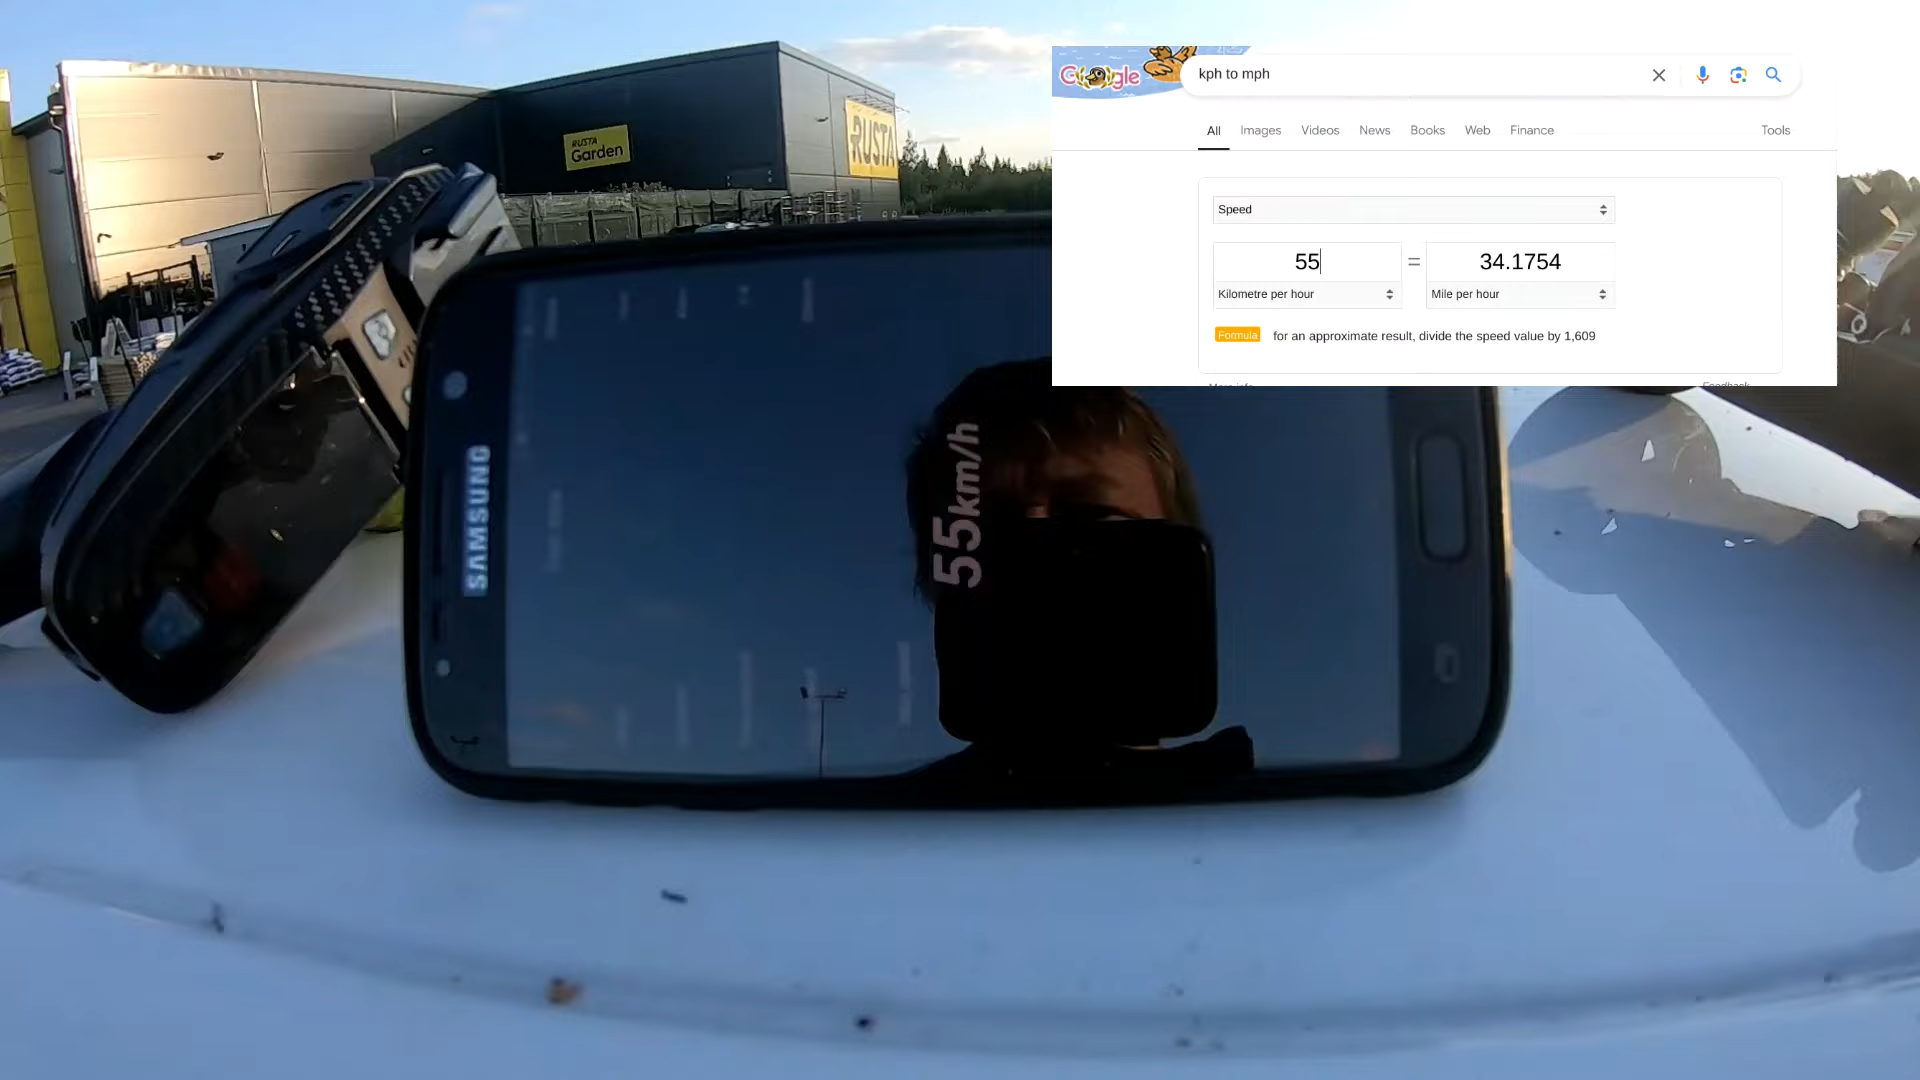 RUSTA
Garden
RUSTA
SAMSUNG
55km/h
Google
kph to mph
All
Images
Videos
News
Books
Web
Finance
Tools
Speed
55
=
34.1754
Kilometre per hour
Mile per hour
Formula
for an approximate result, divide the speed value by 1,609
Feedback